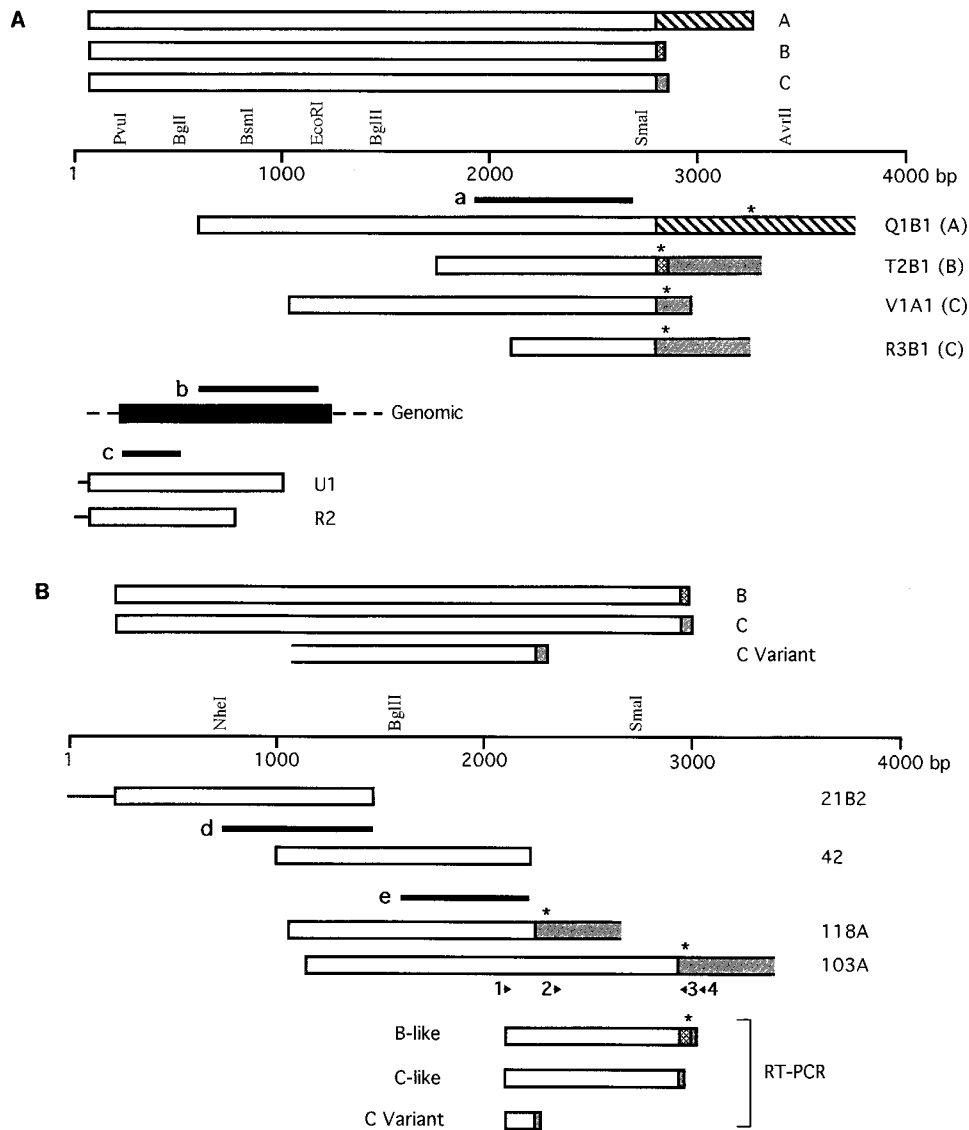 A
A
B
C
PvuI
BglI
BsmI
EcoRI
BglII
SmaI
AvrII
1 1000 2000 3000 4000 bp
a
*
Q1B1 (A)
*
T2B1 (B)
*
V1A1 (C)
*
R3B1 (C)
b
Genomic
c
U1
R2
B
B
C
C Variant
NheI
BglII
SmaI
1 1000 2000 3000 4000 bp
21B2
d
42
e
*
118A
*
103A
1 2 3 4
*
B-like
C-like
RT-PCR
C Variant